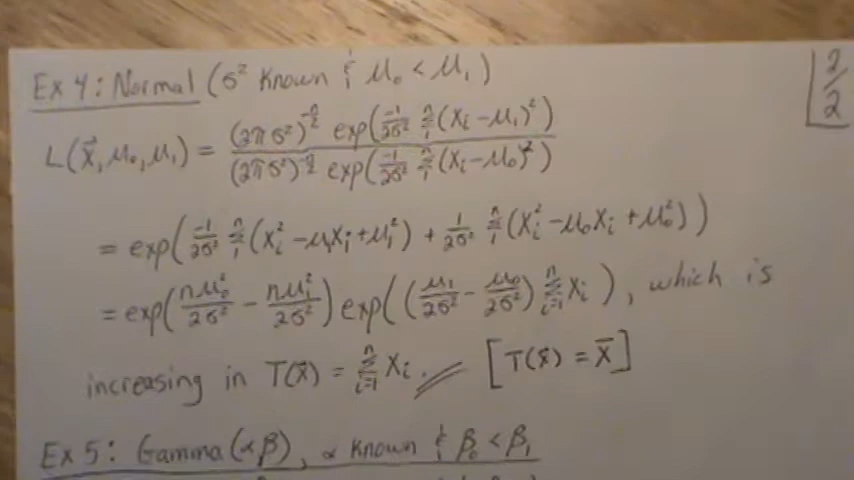 Ex 4: Normal (σ² known & μ₀ < μ₁)
2/2
L(x⃗, μ₀, μ₁) = (2πσ²)^(-n/2) exp(-1/2σ² Σ₁ⁿ(xᵢ-μ₁)²) / (2πσ²)^(-n/2) exp(-1/2σ² Σ₁ⁿ(xᵢ-μ₀)²)
= exp(-1/2σ² Σ₁ⁿ(xᵢ²-μ₁xᵢ+μ₁²) + 1/2σ² Σ₁ⁿ(xᵢ²-μ₀xᵢ+μ₀²))
= exp(nμ₀²/2σ² - nμ₁²/2σ²) exp((μ₁/2σ² - μ₀/2σ²) Σᵢ₌₁ⁿ xᵢ), which is
increasing in T(x⃗) = Σᵢ₌₁ⁿ xᵢ. // [T(x⃗) = x̄]
Ex 5: Gamma(α,β), α known & β₀ < β₁